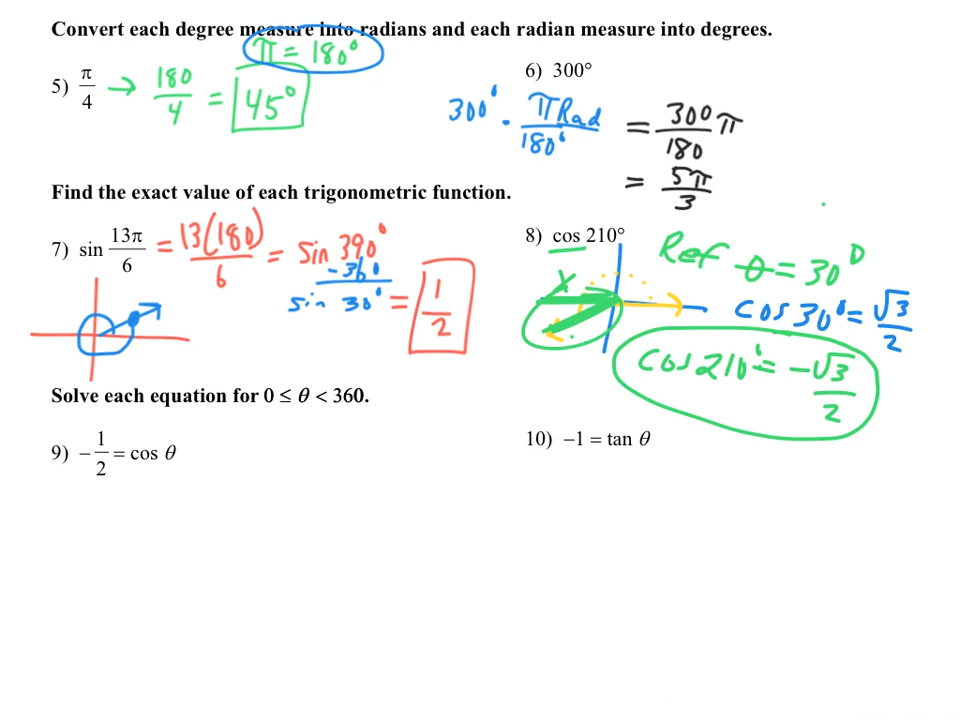 Convert each degree measure into radians and each radian measure into degrees.
π = 180°
5) π/4 → 180/4 = 45°
6) 300°
300° · π Rad/180° = 300π/180
= 5π/3
Find the exact value of each trigonometric function.
7) sin 13π/6 = 13(180)/6 = sin 390°
-360
sin 30° = 1/2
8) cos 210°
Ref θ = 30°
x
cos 30° = √3/2
cos 210° = -√3/2
Solve each equation for 0 ≤ θ < 360.
9) -1/2 = cos θ
10) -1 = tan θ